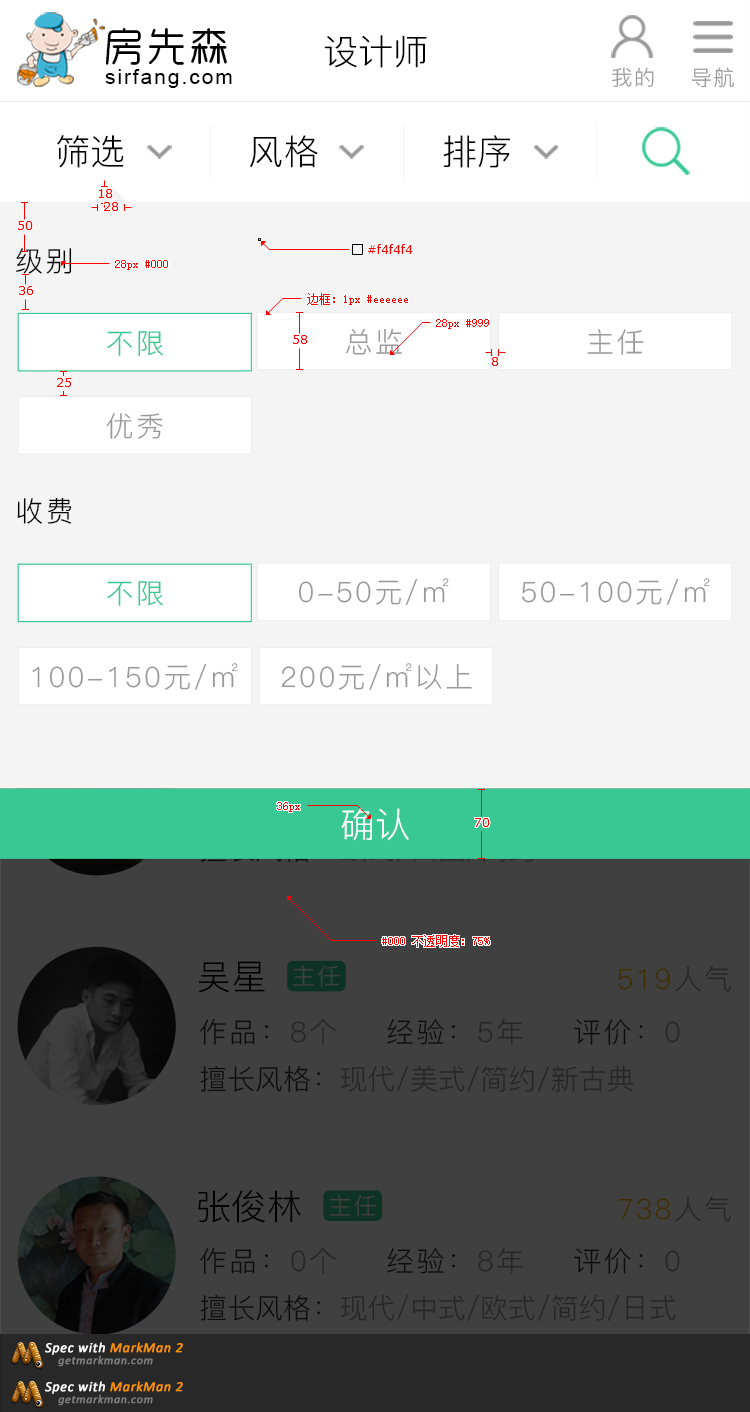 房先森
sirfang.com
设计师
我的
导航
筛选
风格
排序
18
28
50
级别
28px #000
#f4f4f4
36
边框: 1px #eeeeee
不限
58
总监
28px #999
8
主任
25
优秀
收费
不限
0-50元/㎡
50-100元/㎡
100-150元/㎡
200元/㎡以上
36px
确认
70
擅长风格:
#000 不透明度: 75%
吴星
主任
519人气
作品: 8个
经验: 5年
评价: 0
擅长风格: 现代/美式/简约/新古典
张俊林
主任
738人气
作品: 0个
经验: 8年
评价: 0
擅长风格: 现代/中式/欧式/简约/日式
Spec with MarkMan 2
getmarkman.com
Spec with MarkMan 2
getmarkman.com